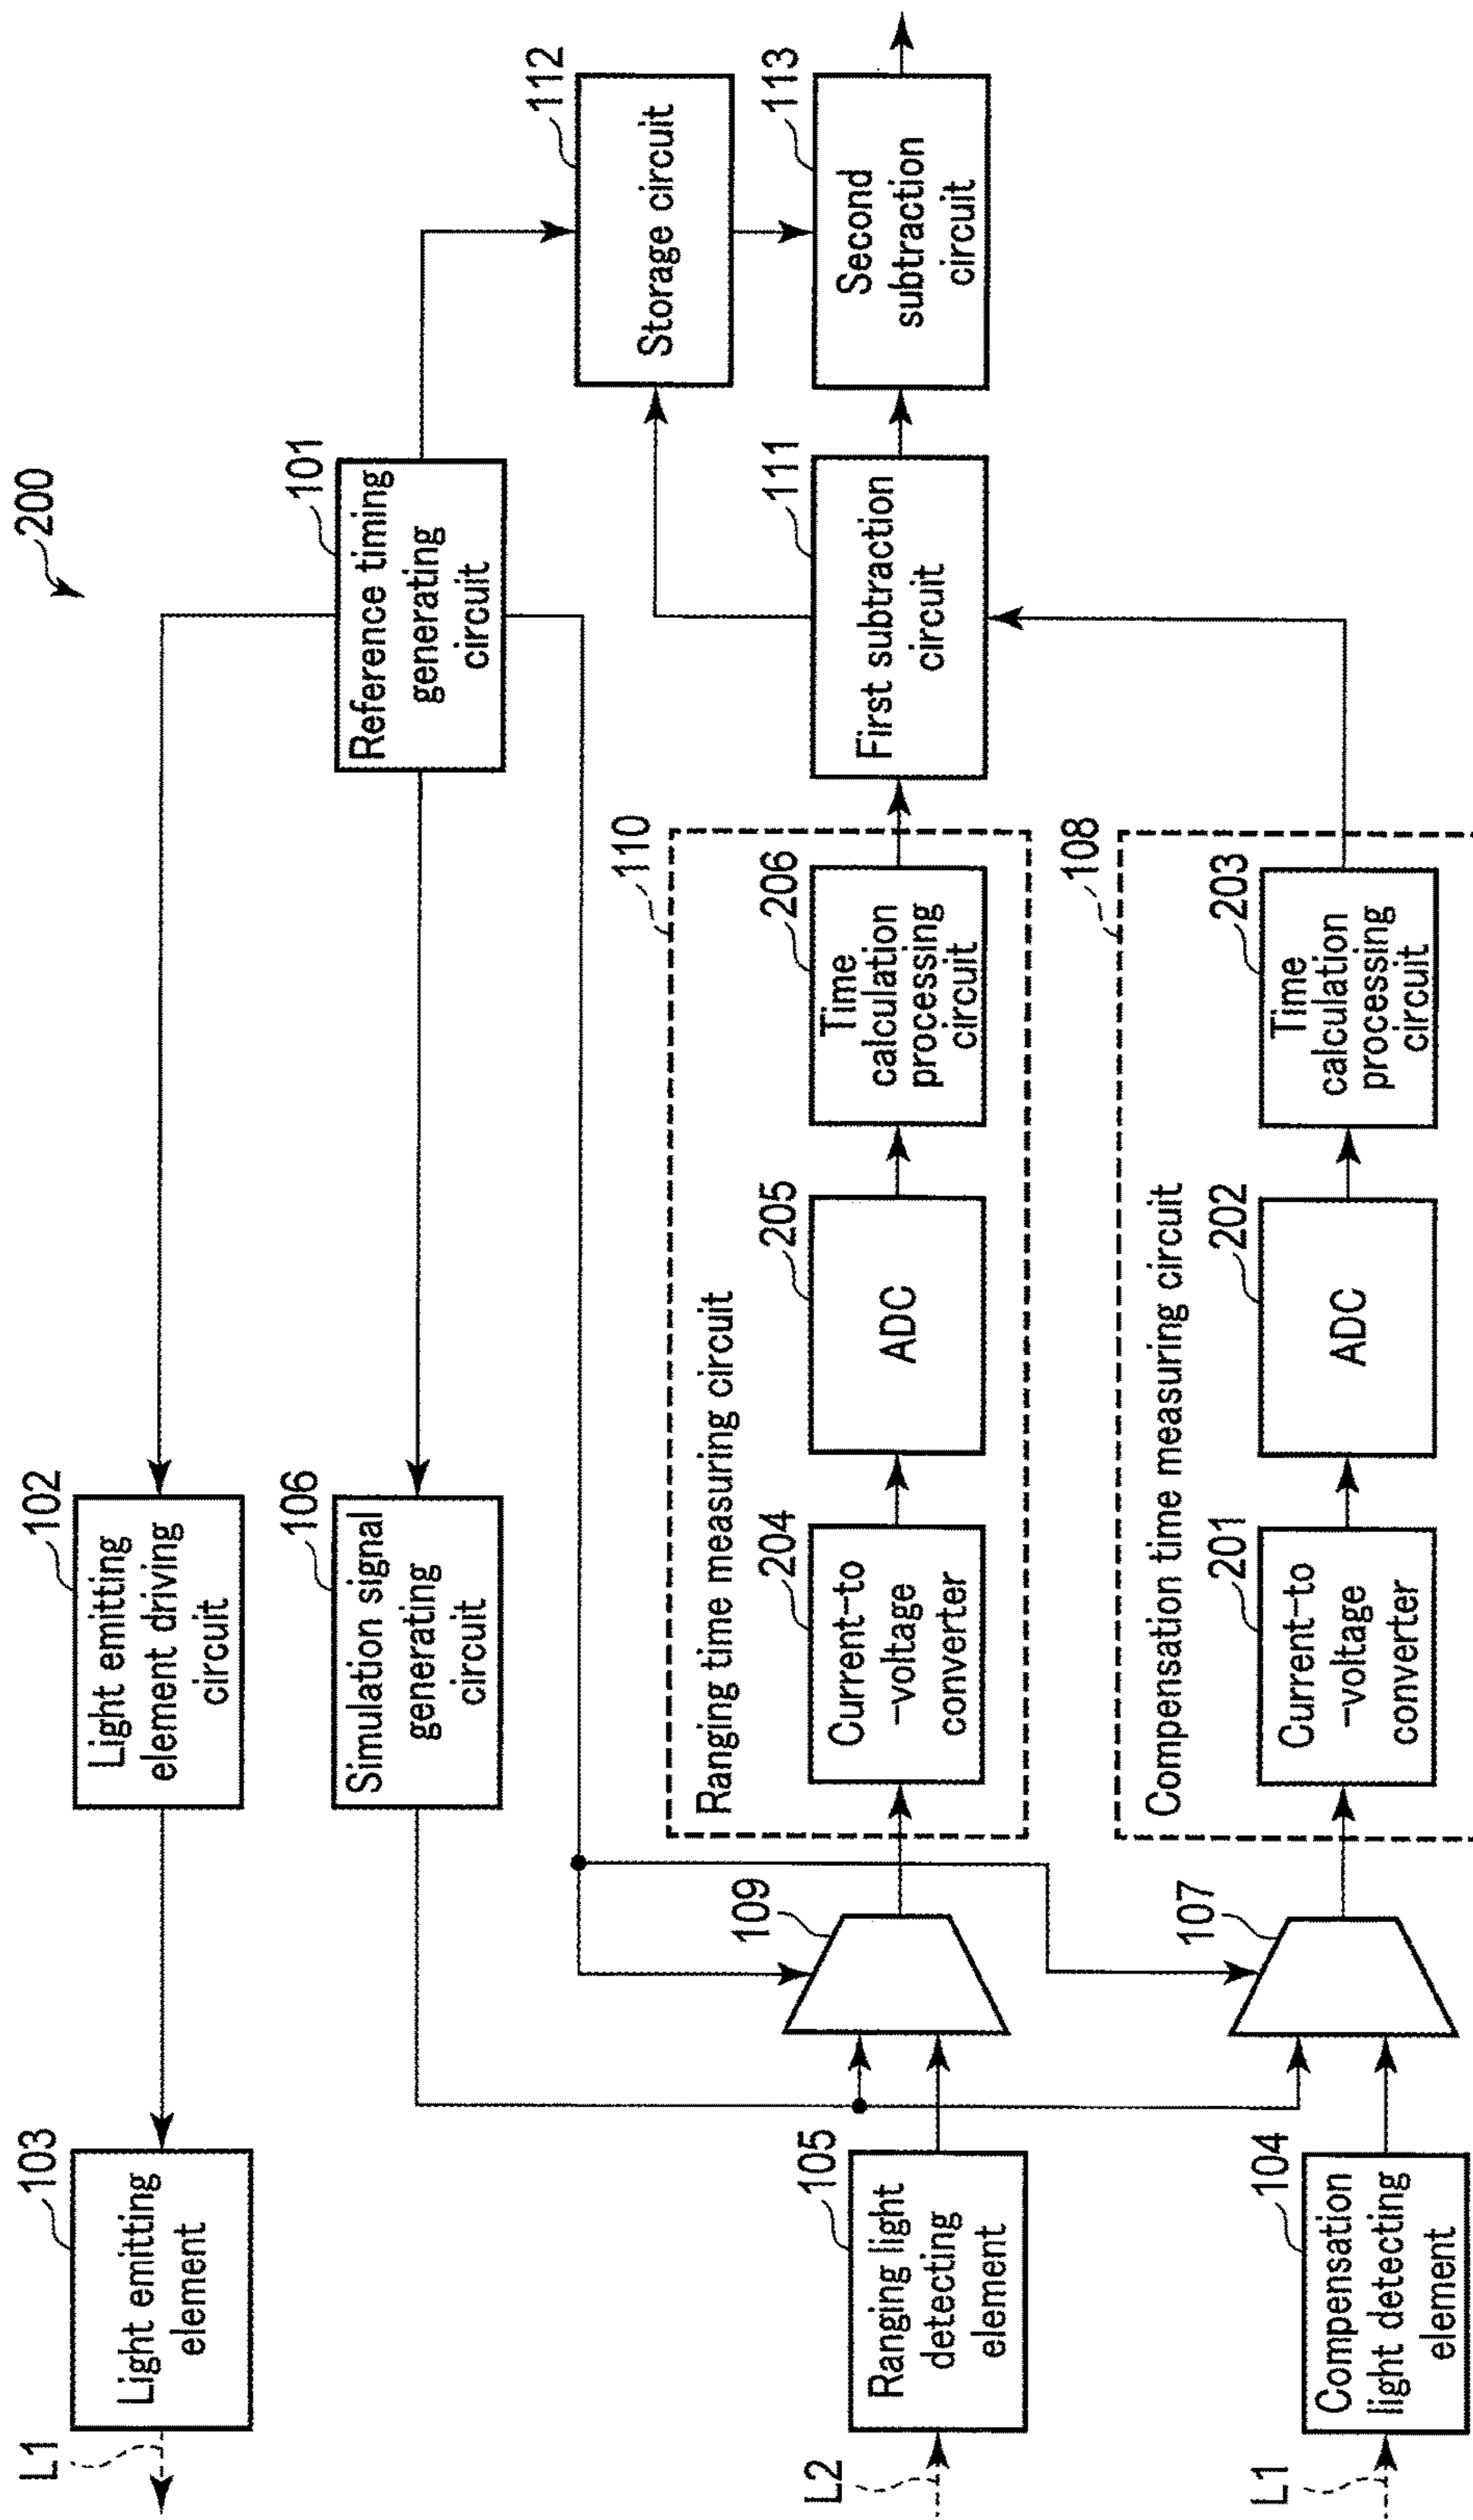 200
L1
103
Light emitting
element
102
Light emitting
element driving
circuit
106
Simulation signal
generating
circuit
101
Reference timing
generating
circuit
112
Storage circuit
L2
105
Ranging light
detecting
element
109
110
Ranging time measuring circuit
204
Current-to
-voltage
converter
205
ADC
206
Time
calculation
processing
circuit
111
First subtraction
circuit
113
Second
subtraction
circuit
L1
104
Compensation
light detecting
element
107
108
Compensation time measuring circuit
201
Current-to
-voltage
converter
202
ADC
203
Time
calculation
processing
circuit